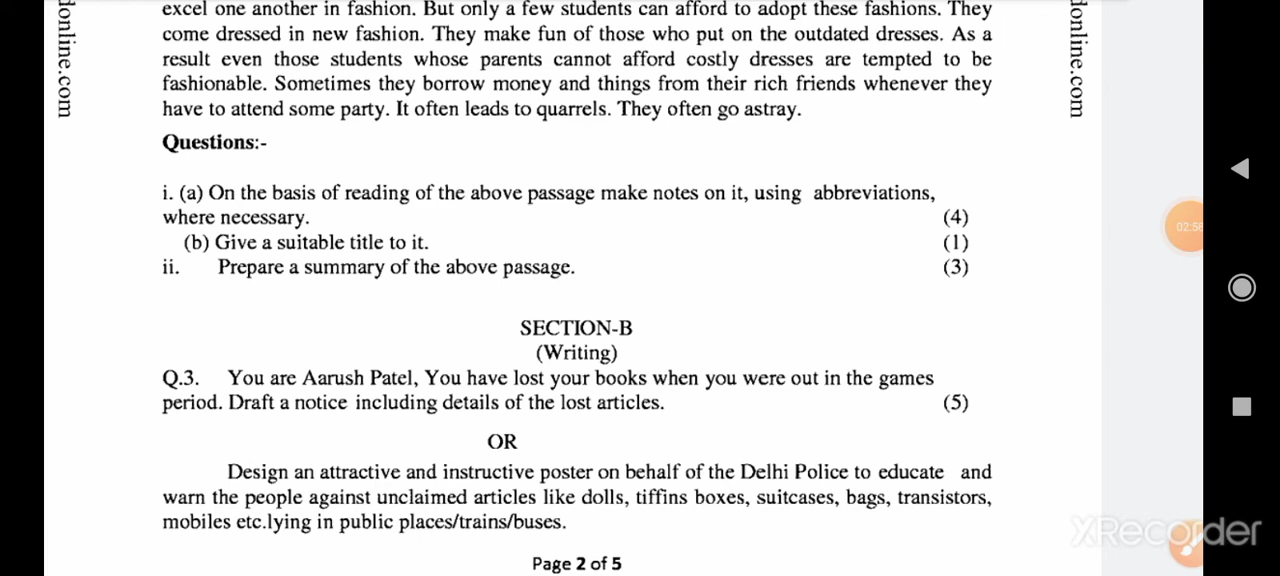 excel one another in fashion. But only a few students can afford to adopt these fashions. They
come dressed in new fashion. They make fun of those who put on the outdated dresses. As a
result even those students whose parents cannot afford costly dresses are tempted to be
fashionable. Sometimes they borrow money and things from their rich friends whenever they
have to attend some party. It often leads to quarrels. They often go astray.
Questions:-
i. (a) On the basis of reading of the above passage make notes on it, using abbreviations,
where necessary. (4)
(b) Give a suitable title to it. (1)
ii. Prepare a summary of the above passage. (3)
SECTION-B
(Writing)
Q.3. You are Aarush Patel, You have lost your books when you were out in the games
period. Draft a notice including details of the lost articles. (5)
OR
Design an attractive and instructive poster on behalf of the Delhi Police to educate and
warn the people against unclaimed articles like dolls, tiffins boxes, suitcases, bags, transistors,
mobiles etc.lying in public places/trains/buses.
Page 2 of 5
donline.com
donline.com
02:58
XRecorder